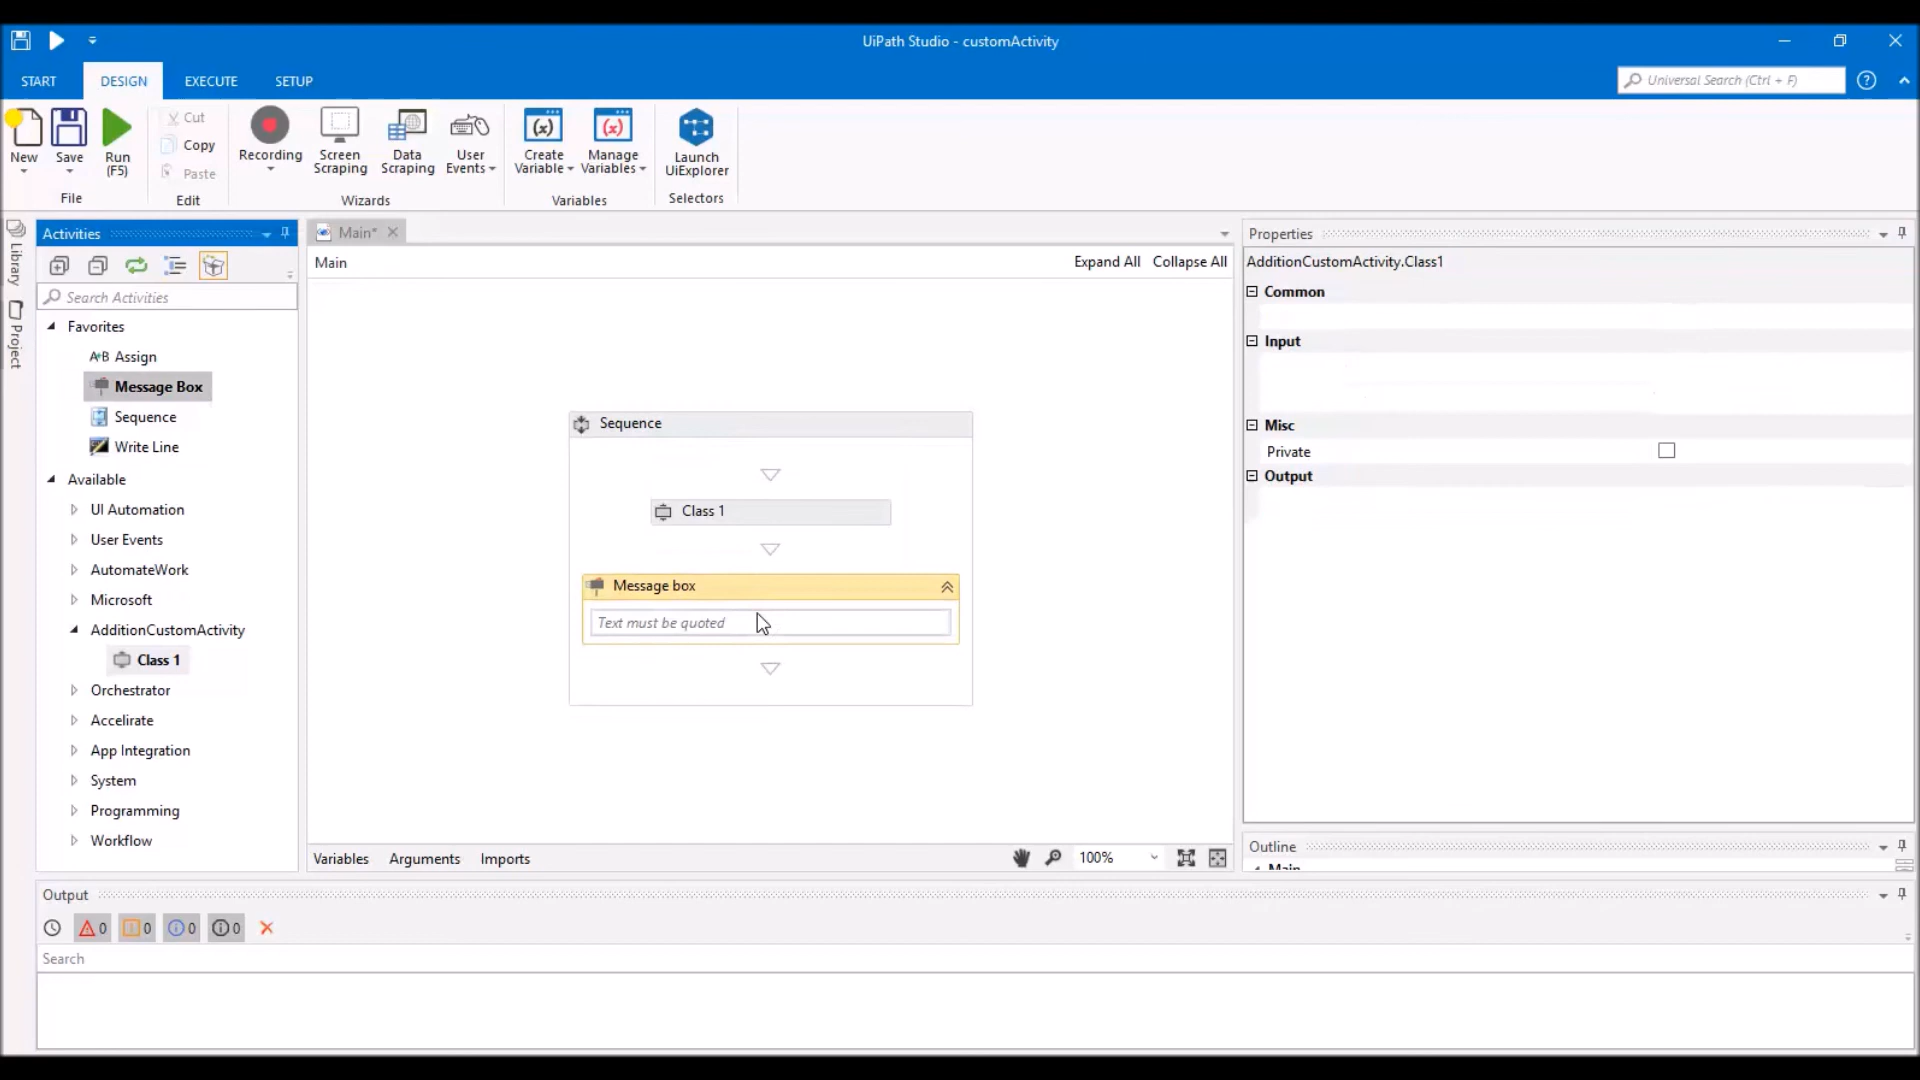 UiPath Studio - customActivity
START DESIGN EXECUTE SETUP
Universal Search (Ctrl + F)
New
Save
Run
(F5)
Cut
Copy
Paste
Recording
Screen
Scraping
Data
Scraping
User
Events
Create
Variable
Manage
Variables
Launch
UiExplorer
File
Edit
Wizards
Variables
Selectors
Library
Project
Activities
Search Activities
Favorites
A+B Assign
Message Box
Sequence
Write Line
Available
UI Automation
User Events
AutomateWork
Microsoft
AdditionCustomActivity
Class 1
Orchestrator
Accelirate
App Integration
System
Programming
Workflow
Main*
Main
Expand All Collapse All
Sequence
Class 1
Message box
Text must be quoted
Variables Arguments Imports
100%
Properties
AdditionCustomActivity.Class1
Common
Input
Misc
Private
Output
Outline
Main
Output
0 0 0 0
Search